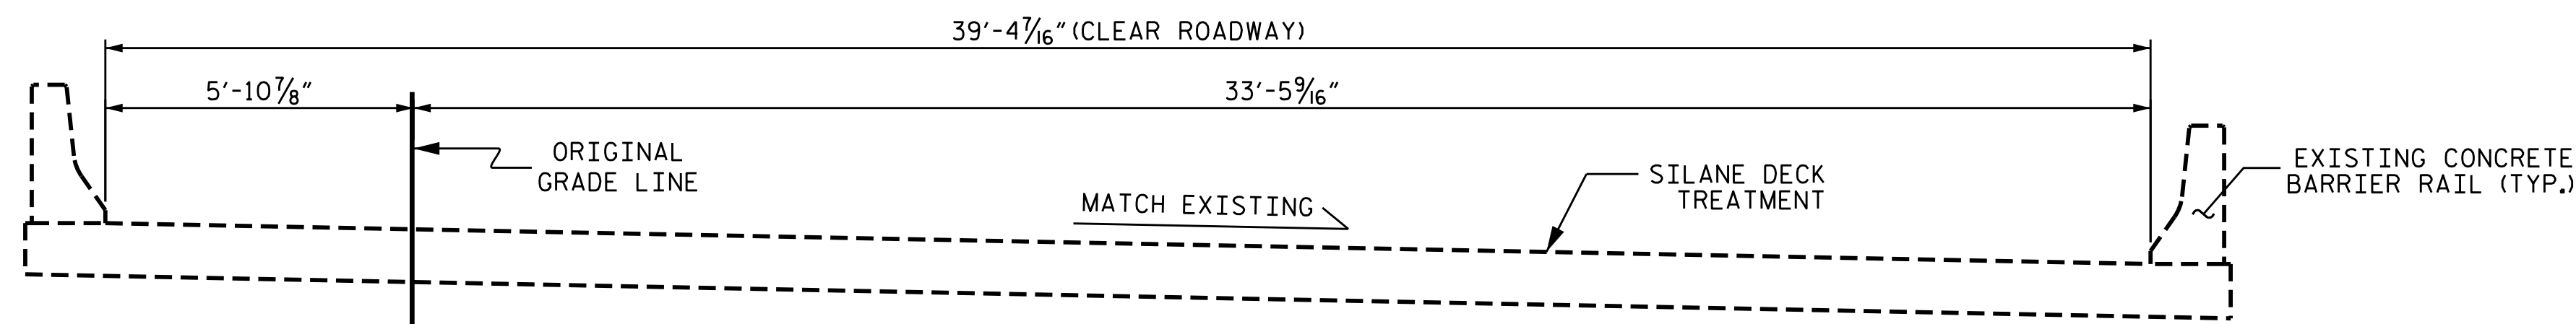 39'-4 7/16" (CLEAR ROADWAY)
5'-10 7/8"
33'-5 9/16"
ORIGINAL
GRADE LINE
MATCH EXISTING
SILANE DECK
TREATMENT
EXISTING CONCRETE
BARRIER RAIL (TYP.)